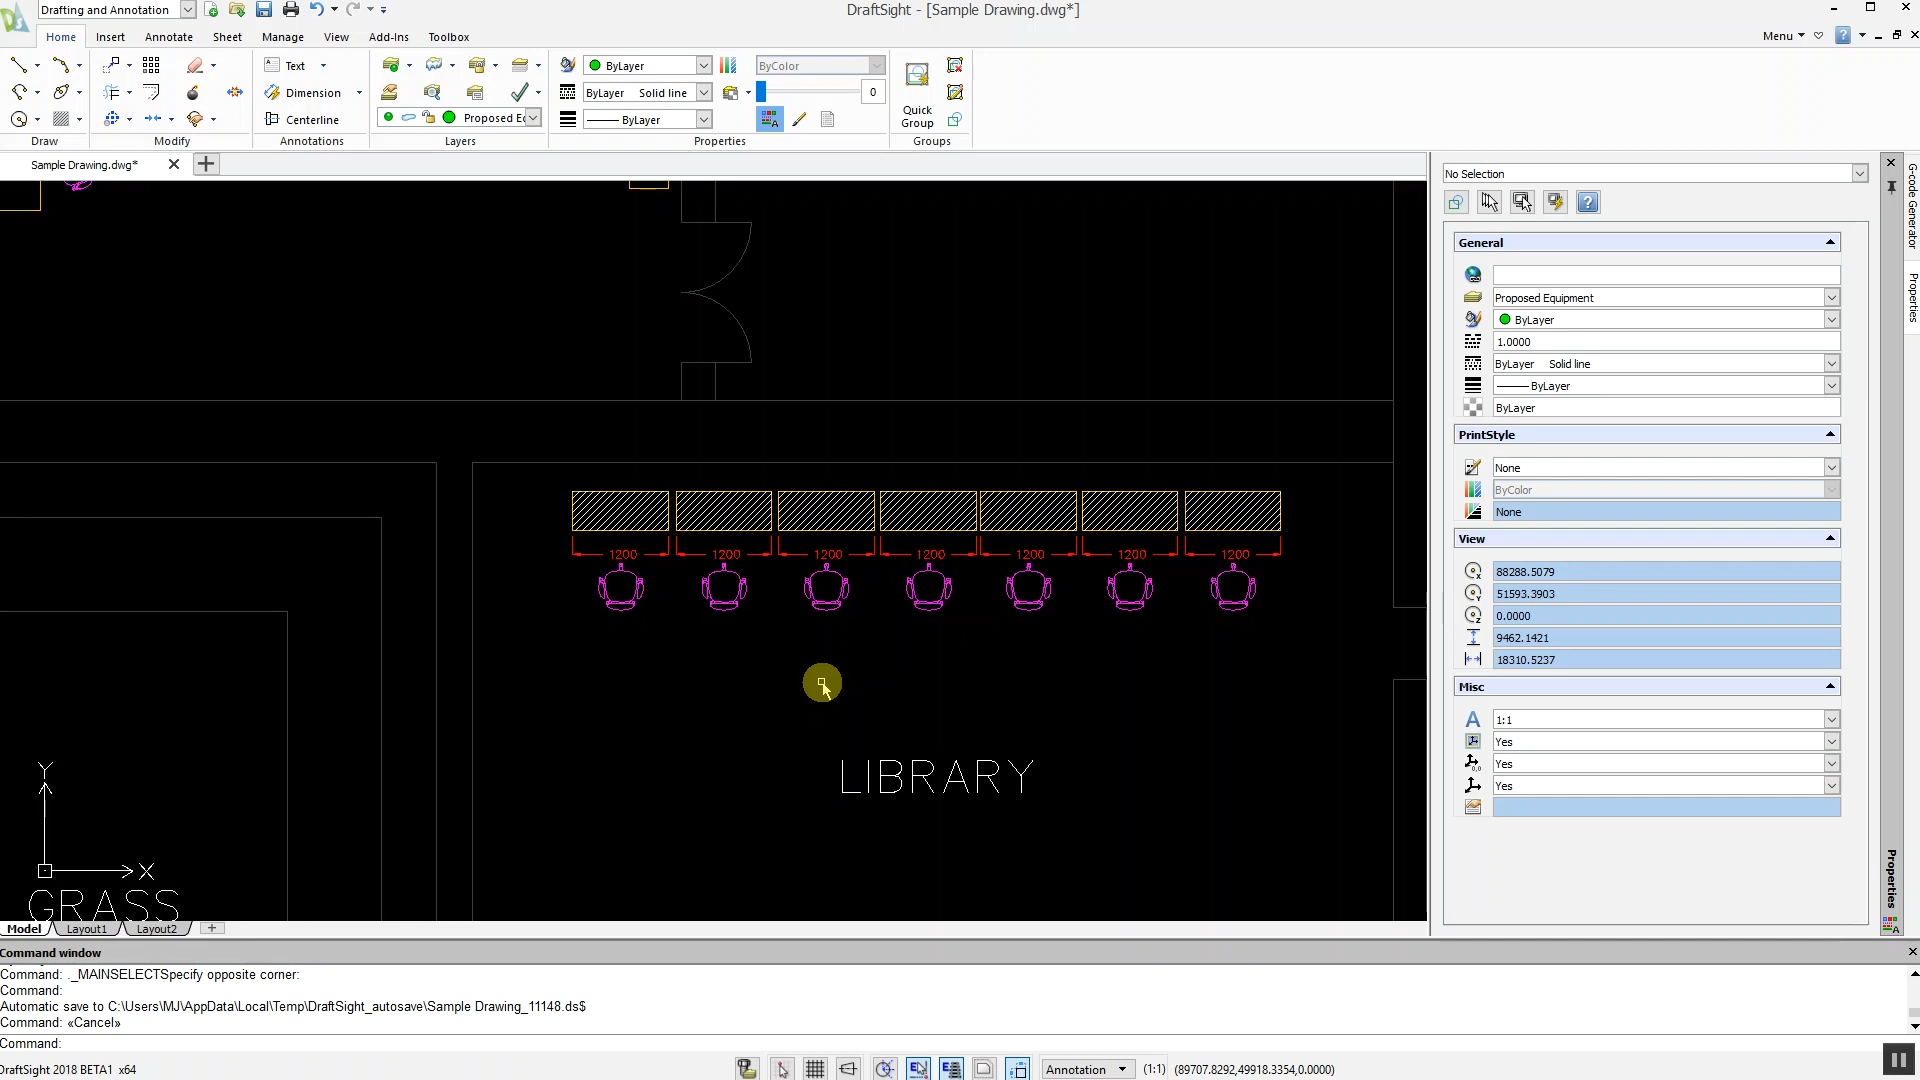 Drafting and Annotation
DraftSight - [Sample Drawing.dwg*]
Home Insert Annotate Sheet Manage View Add-Ins Toolbox
Menu
Text
ByLayer
ByColor
Dimension
ByLayer Solid line
0
Quick
Group
Centerline
Proposed Ec
ByLayer
Draw Modify Annotations Layers Properties Groups
Sample Drawing.dwg*
No Selection
G-code Generator
Properties
General
Proposed Equipment
ByLayer
1.0000
ByLayer Solid line
ByLayer
ByLayer
PrintStyle
None
ByColor
None
View
88288.5079
51593.3903
0.0000
9462.1421
18310.5237
Misc
1:1
Yes
Yes
Yes
Properties
1200 1200 1200 1200 1200 1200 1200
LIBRARY
Y
X
GRASS
Model Layout1 Layout2
Command window
Command: ._MAINSELECTSpecify opposite corner:
Command:
Automatic save to C:\Users\MJ\AppData\Local\Temp\DraftSight_autosave\Sample Drawing_11148.ds$
Command: «Cancel»
Command:
DraftSight 2018 BETA1 x64
Annotation (1:1) (89707.8292,49918.3354,0.0000)